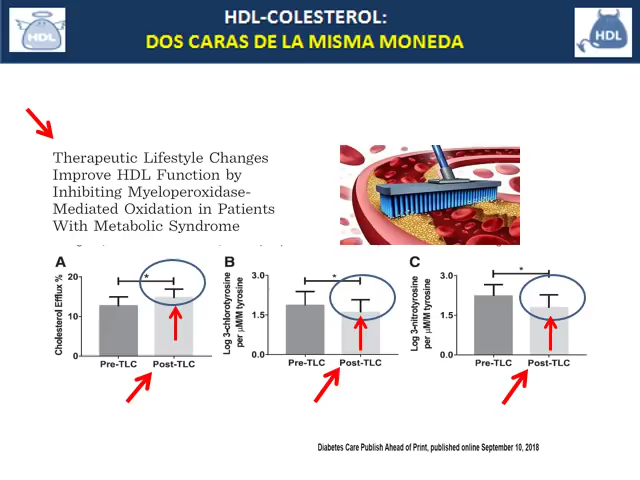 HDL-COLESTEROL:
DOS CARAS DE LA MISMA MONEDA
HDL
HDL
Therapeutic Lifestyle Changes
Improve HDL Function by
Inhibiting Myeloperoxidase-
Mediated Oxidation in Patients
With Metabolic Syndrome
A
Cholesterol Efflux %
20
10
0
*
Pre-TLC
Post-TLC
B
Log 3-chlorotyrosine
per µM/M tyrosine
3.0
1.5
0.0
*
Pre-TLC
Post-TLC
C
Log 3-nitrotyrosine
per µM/M tyrosine
3.0
1.5
0.0
*
Pre-TLC
Post-TLC
Diabetes Care Publish Ahead of Print, published online September 10, 2018